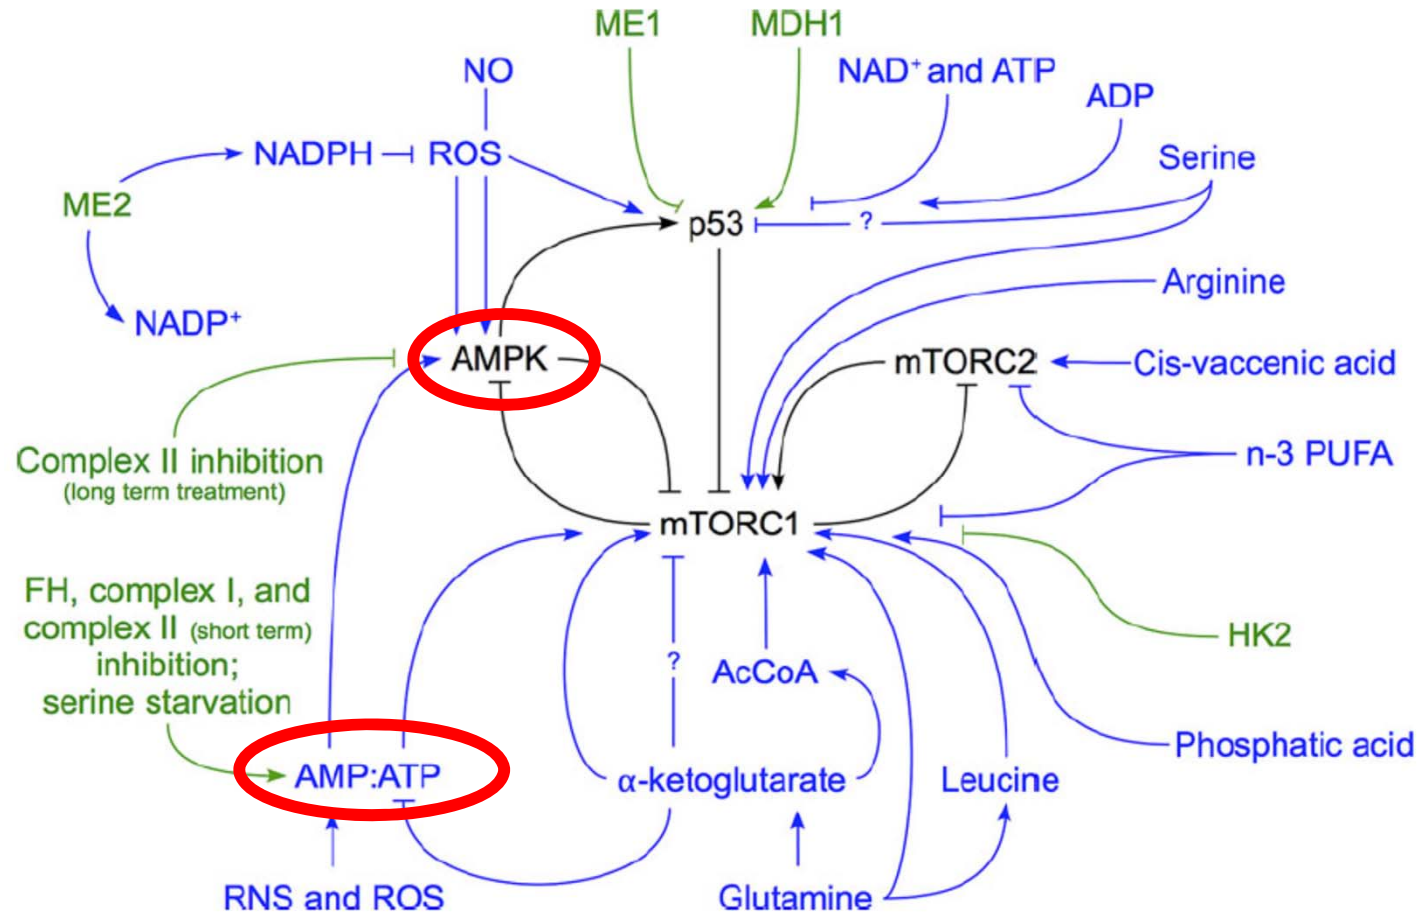 ME1
MDH1
NO
NAD⁺ and ATP
ADP
NADPH
ROS
Serine
ME2
p53
?
NADP⁺
Arginine
AMPK
mTORC2
Cis-vaccenic acid
Complex II inhibition
(long term treatment)
n-3 PUFA
mTORC1
FH, complex I, and
complex II (short term)
inhibition;
serine starvation
HK2
?
AcCoA
Phosphatic acid
AMP:ATP
α-ketoglutarate
Leucine
RNS and ROS
Glutamine